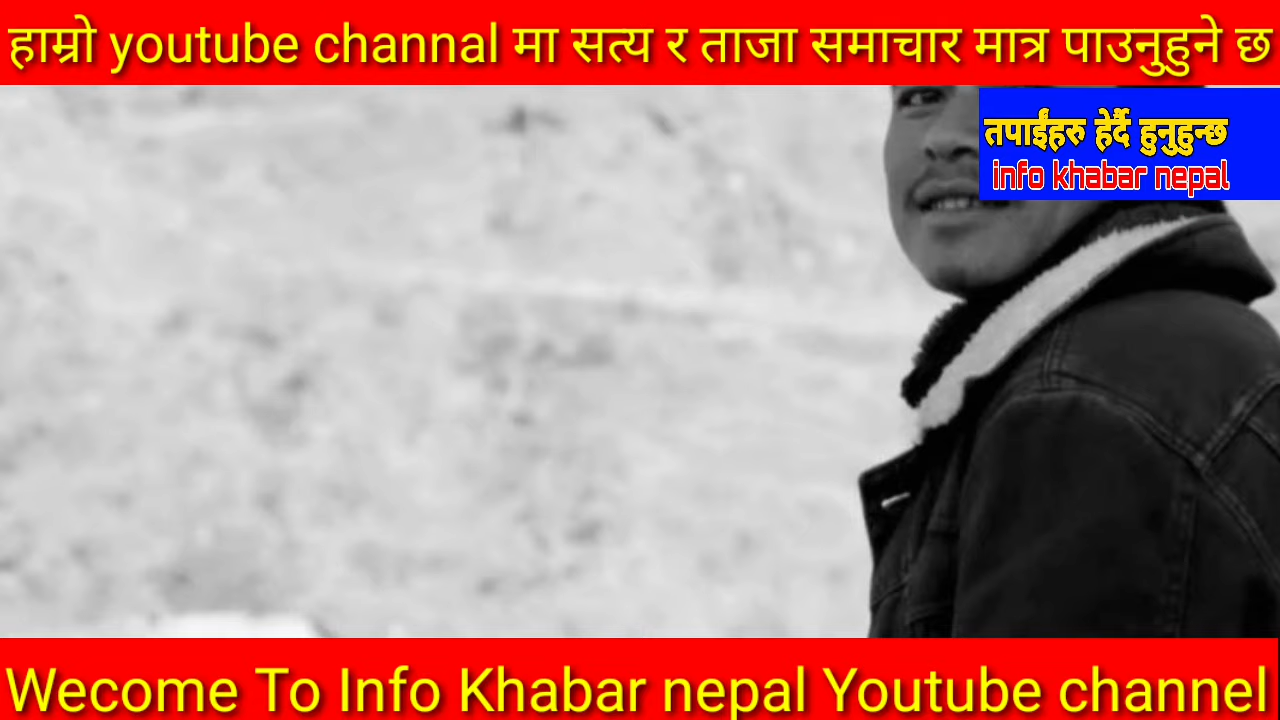 हाम्रो youtube channal मा सत्य र ताजा समाचार मात्र पाउनुहुने छ
तपाईंहरु हेर्दै हुनुहुन्छ
info khabar nepal
Wecome To Info Khabar nepal Youtube channel